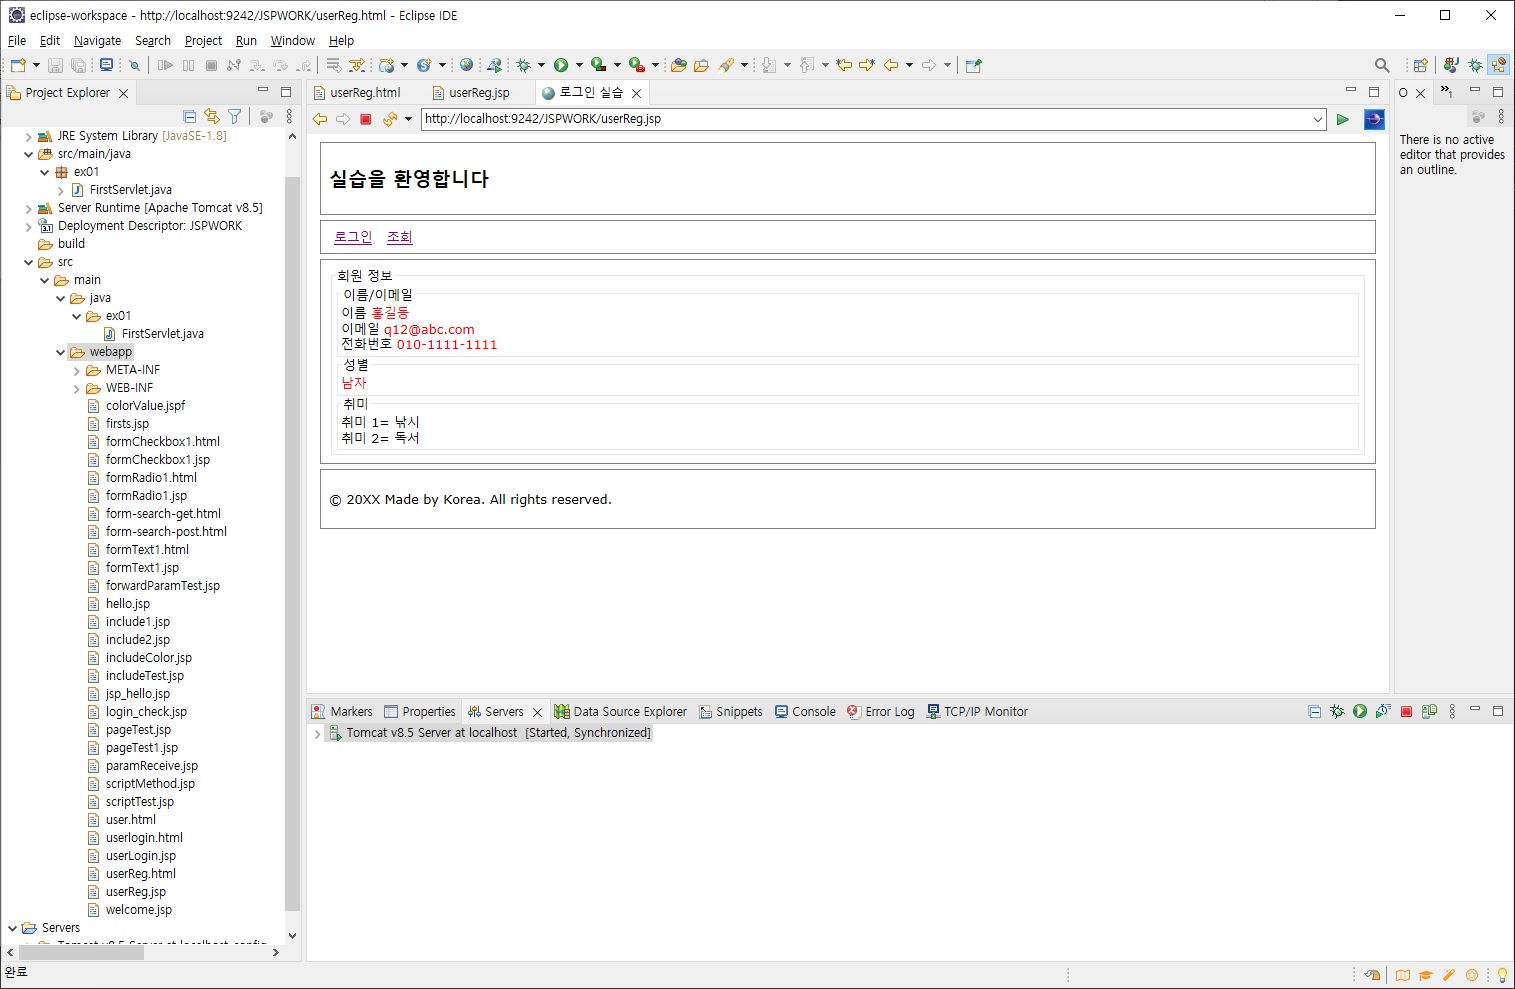 eclipse-workspace - http://localhost:9242/JSPWORK/userReg.html - Eclipse IDE
File Edit Navigate Search Project Run Window Help
Project Explorer
JRE System Library [JavaSE-1.8]
src/main/java
ex01
FirstServlet.java
Server Runtime [Apache Tomcat v8.5]
Deployment Descriptor: JSPWORK
build
src
main
java
ex01
FirstServlet.java
webapp
META-INF
WEB-INF
colorValue.jspf
firsts.jsp
formCheckbox1.html
formCheckbox1.jsp
formRadio1.html
formRadio1.jsp
form-search-get.html
form-search-post.html
formText1.html
formText1.jsp
forwardParamTest.jsp
hello.jsp
include1.jsp
include2.jsp
includeColor.jsp
includeTest.jsp
jsp_hello.jsp
login_check.jsp
pageTest.jsp
pageTest1.jsp
paramReceive.jsp
scriptMethod.jsp
scriptTest.jsp
user.html
userlogin.html
userLogin.jsp
userReg.html
userReg.jsp
welcome.jsp
Servers
Tomcat v8.5 Server at localhost-config
완료
userReg.html userReg.jsp 로그인 실습
http://localhost:9242/JSPWORK/userReg.jsp
실습을 환영합니다
로그인 조회
회원 정보
이름/이메일
이름 홍길동
이메일 q12@abc.com
전화번호 010-1111-1111
성별
남자
취미
취미 1= 낚시
취미 2= 독서
© 20XX Made by Korea. All rights reserved.
O
»1
There is no active
editor that provides
an outline.
Markers Properties Servers Data Source Explorer Snippets Console Error Log TCP/IP Monitor
Tomcat v8.5 Server at localhost [Started, Synchronized]